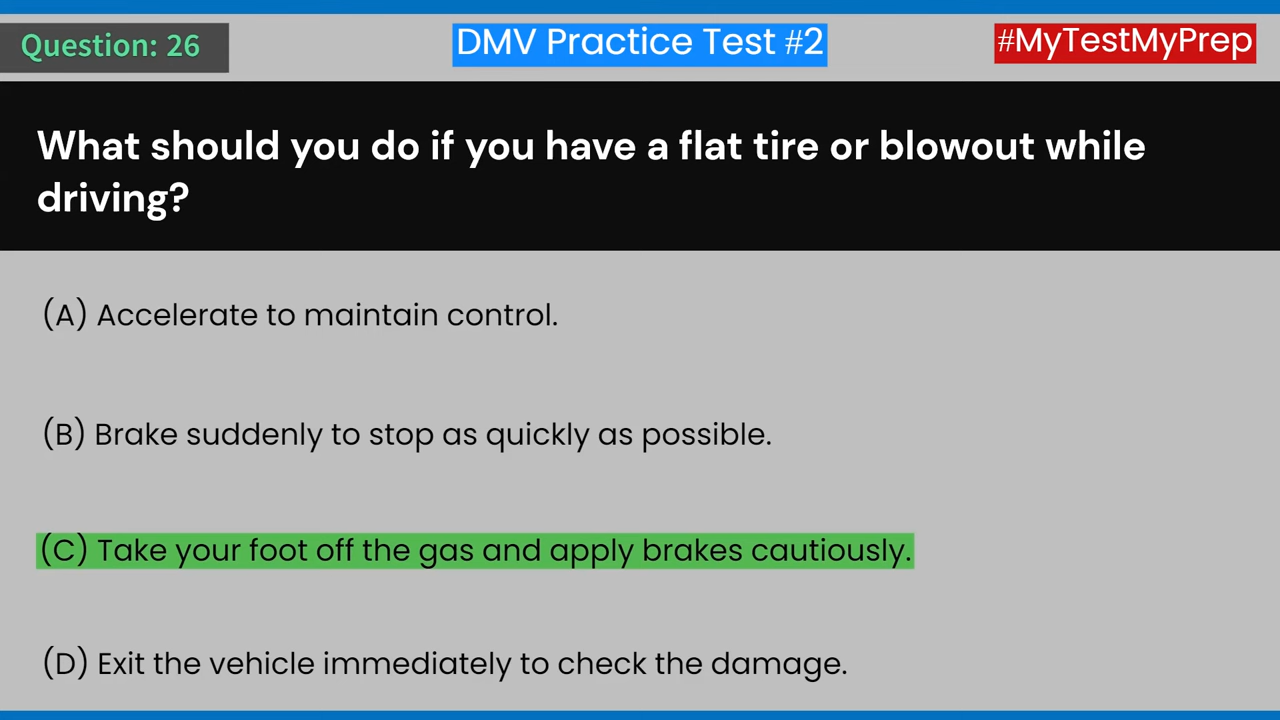 Question: 26
DMV Practice Test #2
#MyTestMyPrep
What should you do if you have a flat tire or blowout while
driving?
(A) Accelerate to maintain control.
(B) Brake suddenly to stop as quickly as possible.
(C) Take your foot off the gas and apply brakes cautiously.
(D) Exit the vehicle immediately to check the damage.